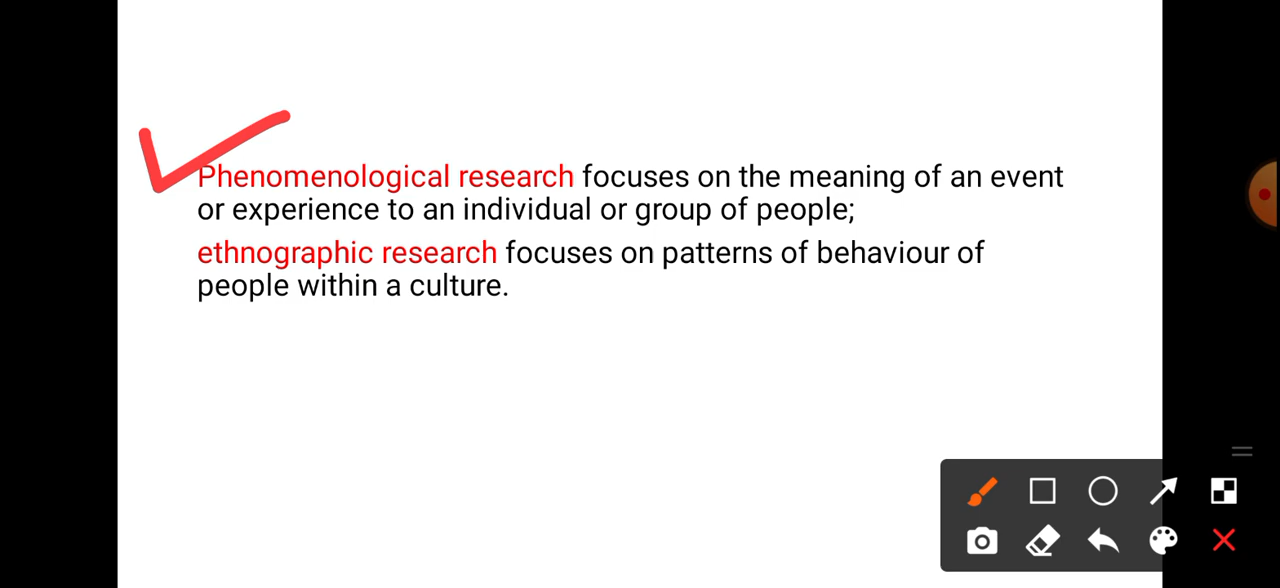 Phenomenological research focuses on the meaning of an event
or experience to an individual or group of people;
ethnographic research focuses on patterns of behaviour of
people within a culture.